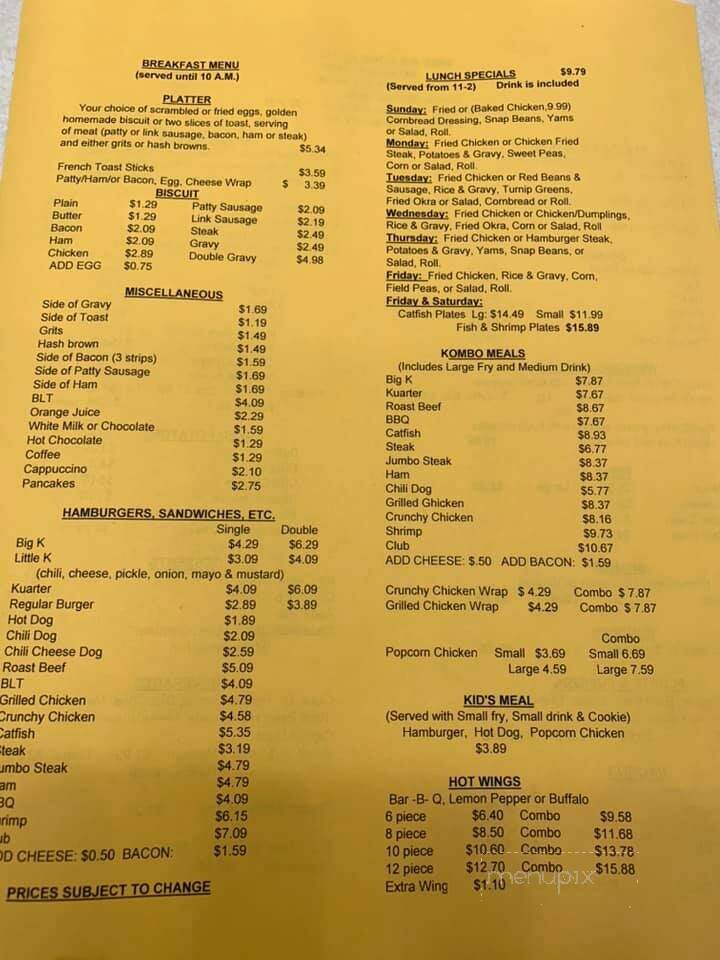 BREAKFAST MENU
(served until 10 A.M.)
PLATTER
Your choice of scrambled or fried eggs, golden
homemade biscuit or two slices of toast, serving
of meat (patty or link sausage, bacon, ham or steak)
and either grits or hash browns. $5.34
French Toast Sticks $3.59
Patty/Ham/or Bacon, Egg, Cheese Wrap $ 3.39
BISCUIT
Plain $1.29 Patty Sausage $2.09
Butter $1.29 Link Sausage $2.19
Bacon $2.09 Steak $2.49
Ham $2.09 Gravy $2.49
Chicken $2.89 Double Gravy $4.98
ADD EGG $0.75
MISCELLANEOUS
Side of Gravy $1.69
Side of Toast $1.19
Grits $1.49
Hash brown $1.49
Side of Bacon (3 strips) $1.59
Side of Patty Sausage $1.69
Side of Ham $1.69
BLT $4.09
Orange Juice $2.29
White Milk or Chocolate $1.59
Hot Chocolate $1.29
Coffee $1.29
Cappuccino $2.10
Pancakes $2.75
HAMBURGERS, SANDWICHES, ETC.
Single Double
Big K $4.29 $6.29
Little K $3.09 $4.09
(chili, cheese, pickle, onion, mayo & mustard)
Kuarter $4.09 $6.09
Regular Burger $2.89 $3.89
Hot Dog $1.89
Chili Dog $2.09
Chili Cheese Dog $2.59
Roast Beef $5.09
BLT $4.09
Grilled Chicken $4.79
Crunchy Chicken $4.58
Catfish $5.35
teak $3.19
umbo Steak $4.79
am $4.79
BQ $4.09
rimp $6.15
ub $7.09
DD CHEESE: $0.50 BACON: $1.59
PRICES SUBJECT TO CHANGE
LUNCH SPECIALS $9.79
(Served from 11-2) Drink is included
Sunday: Fried or (Baked Chicken,9.99)
Cornbread Dressing, Snap Beans, Yams
or Salad, Roll.
Monday: Fried Chicken or Chicken Fried
Steak, Potatoes & Gravy, Sweet Peas,
Corn or Salad, Roll.
Tuesday: Fried Chicken or Red Beans &
Sausage, Rice & Gravy, Turnip Greens,
Fried Okra or Salad, Cornbread or Roll.
Wednesday: Fried Chicken or Chicken/Dumplings,
Rice & Gravy, Fried Okra, Corn or Salad, Roll
Thursday: Fried Chicken or Hamburger Steak,
Potatoes & Gravy, Yams, Snap Beans, or
Salad, Roll.
Friday: Fried Chicken, Rice & Gravy, Corn,
Field Peas, or Salad, Roll.
Friday & Saturday:
Catfish Plates Lg: $14.49 Small $11.99
Fish & Shrimp Plates $15.89
KOMBO MEALS
(Includes Large Fry and Medium Drink)
Big K $7.87
Kuarter $7.67
Roast Beef $8.67
BBQ $7.67
Catfish $8.93
Steak $6.77
Jumbo Steak $8.37
Ham $8.37
Chili Dog $5.77
Grilled Ghicken $8.37
Crunchy Chicken $8.16
Shrimp $9.73
Club $10.67
ADD CHEESE: $.50 ADD BACON: $1.59
Crunchy Chicken Wrap $ 4.29 Combo $ 7.87
Grilled Chicken Wrap $4.29 Combo $ 7.87
Combo
Popcorn Chicken Small $3.69 Small 6.69
Large 4.59 Large 7.59
KID'S MEAL
(Served with Small fry, Small drink & Cookie)
Hamburger, Hot Dog, Popcorn Chicken
$3.89
HOT WINGS
Bar -B- Q, Lemon Pepper or Buffalo
6 piece $6.40 Combo $9.58
8 piece $8.50 Combo $11.68
10 piece $10.60 Combo $13.78
12 piece $12.70 Combo $15.88
Extra Wing $1.10
menupix